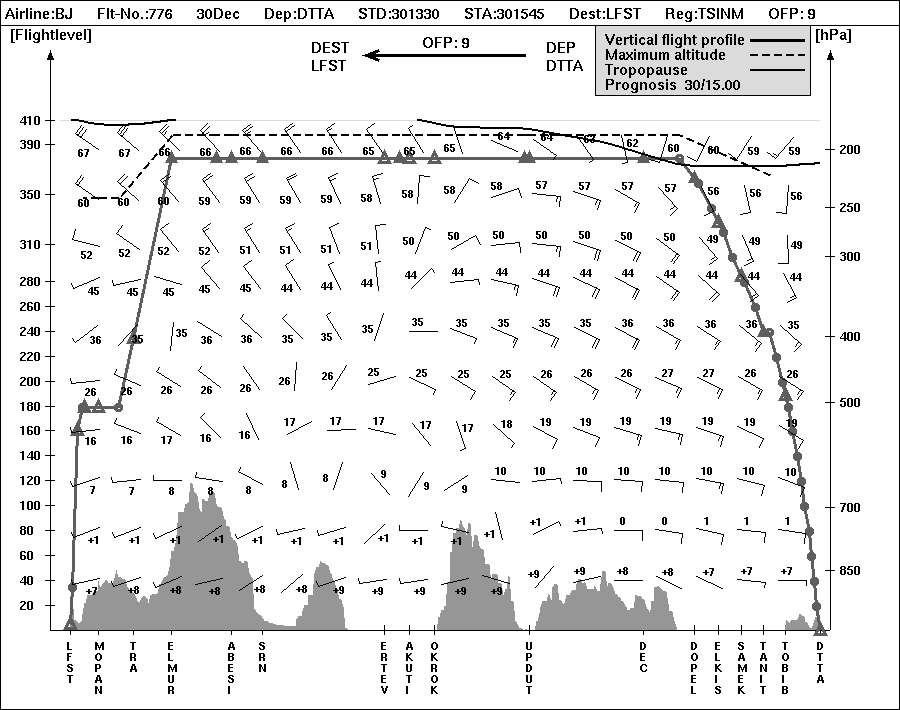 Airline:BJ Flt-No.:776 30Dec Dep:DTTA STD:301330 STA:301545 Dest:LFST Reg:TSINM OFP: 9
[Flightlevel] DEST LFST OFP: 9 DEP DTTA [hPa]
Vertical flight profile
Maximum altitude
Tropopause
Prognosis 30/15.00
410
390 67 67 66 66 66 66 66 65 65 65 64 64 63 62 60 60 59 59 200
350 60 60 60 59 59 59 59 58 58 58 58 57 57 56 57 56 56 56 250
310 52 52 52 52 51 51 51 51 50 50 50 50 50 50 50 49 49 49 300
280 45 45 45 45 45 44 44 44 44 44 44 44 44 44 44 44 44 44
260
240 36 35 35 36 36 35 35 35 35 35 35 35 35 36 36 36 36 35 400
220
200 26 26 26 26 26 26 26 25 25 25 25 26 26 26 27 27 26 26
180 500
160 16 16 17 16 16 17 17 17 17 17 18 19 19 19 19 19 19 19
140
120 7 7 8 8 8 8 8 9 9 9 10 10 10 10 10 10 10 10
100 700
80 +1 +1 +1 +1 +1 +1 +1 +1 +1 +1 +1 +1 +1 0 0 1 1 1
60 850
40 +7 +8 +8 +8 +8 +8 +9 +9 +9 +9 +9 +9 +9 +8 +8 +7 +7 +7
20
LFST MOPAN TRA ELMUR ABESI SRN ERTEV AKUTI OKROK UPDUT DEC DOPEL ELKIS SAMEK TANIT TOBIB DTTA